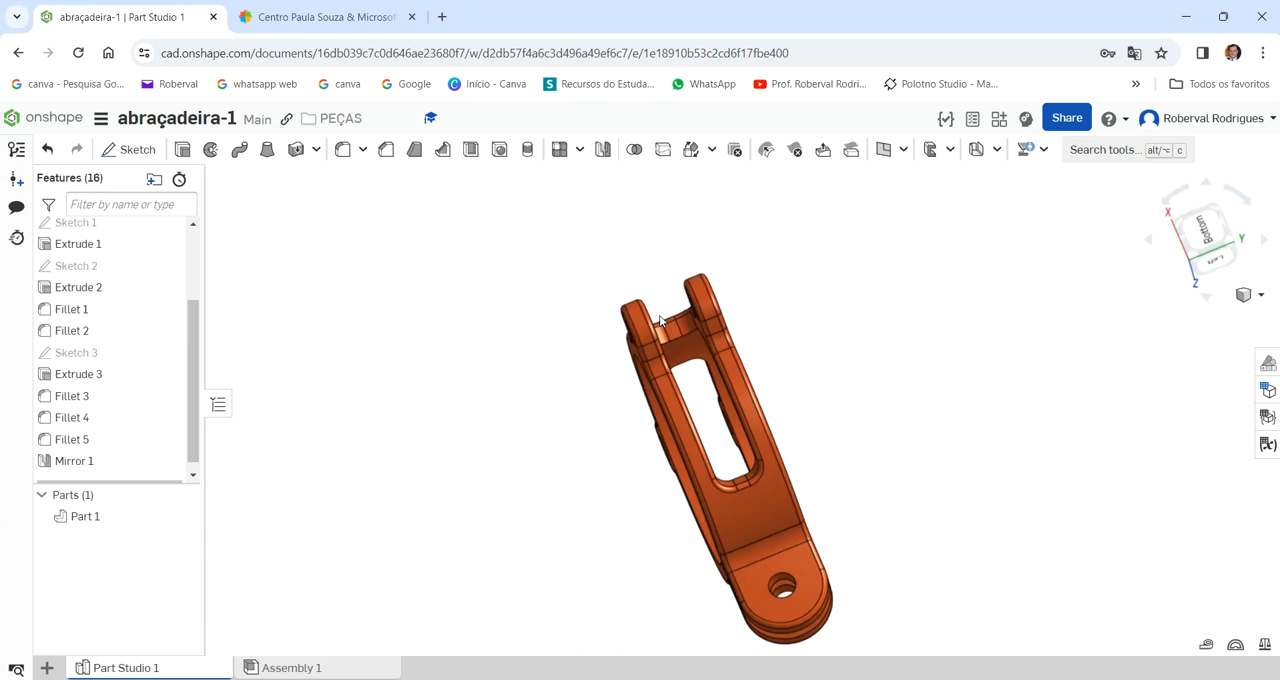 abraçadeira-1 | Part Studio 1
Centro Paula Souza & Microsof
cad.onshape.com/documents/16db039c7c0d646ae23680f7/w/d2db57f4a6c3d496a49ef6c7/e/1e18910b53c2cd6f17fbe400
canva - Pesquisa Go...
Roberval
whatsapp web
canva
Google
Início - Canva
Recursos do Estuda...
WhatsApp
Prof. Roberval Rodri...
Polotno Studio - Ma...
»
Todos os favoritos
onshape
abraçadeira-1 Main
PEÇAS
Share
Roberval Rodrigues
Sketch
Search tools... alt/⌥ c
Features (16)
Filter by name or type
Sketch 1
Extrude 1
Sketch 2
Extrude 2
Fillet 1
Fillet 2
Sketch 3
Extrude 3
Fillet 3
Fillet 4
Fillet 5
Mirror 1
Parts (1)
Part 1
X
Bottom
Y
Left
Z
Part Studio 1
Assembly 1